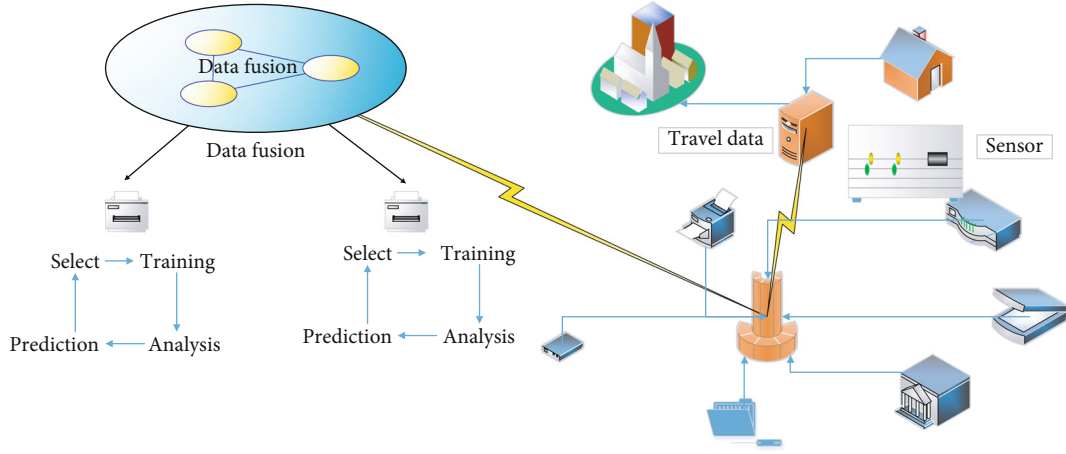 Data fusion
Data fusion
Select
Training
Prediction
Analysis
Select
Training
Prediction
Analysis
Travel data
Sensor